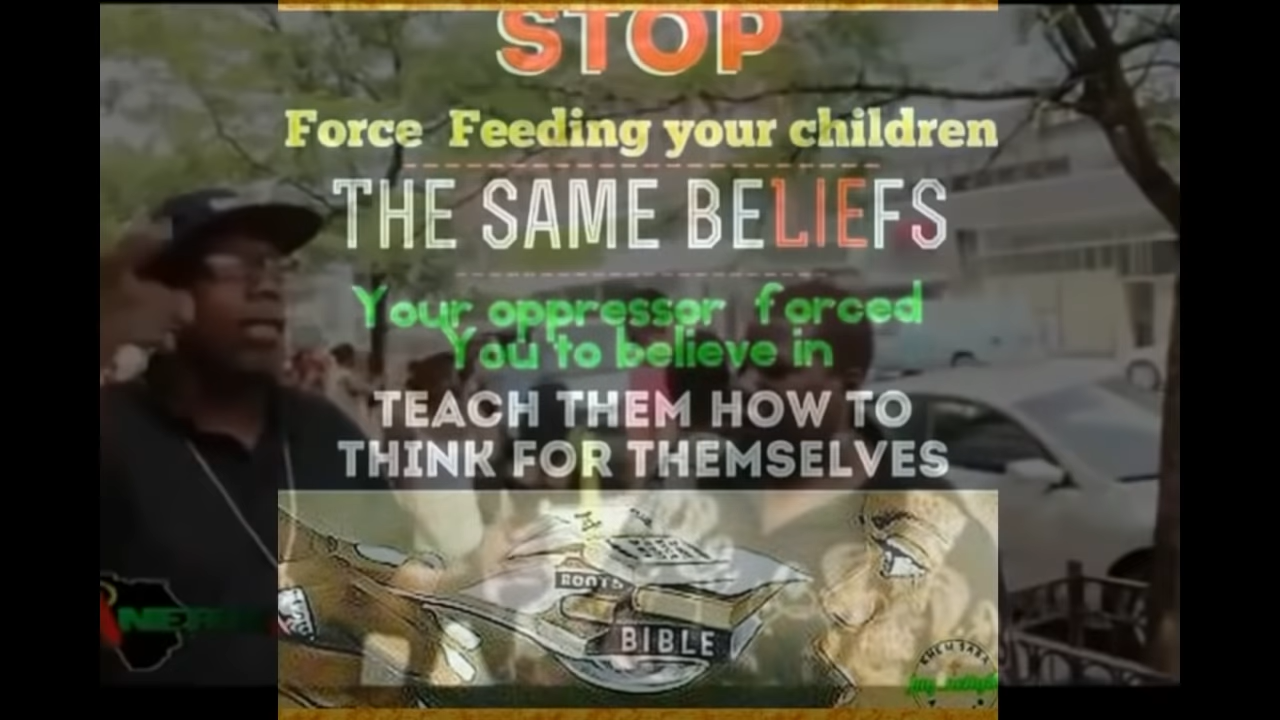 STOP
Force Feeding your children
THE SAME BELIEFS
Your oppressor forced
You to believe in
TEACH THEM HOW TO
THINK FOR THEMSELVES
ROOTS
BIBLE